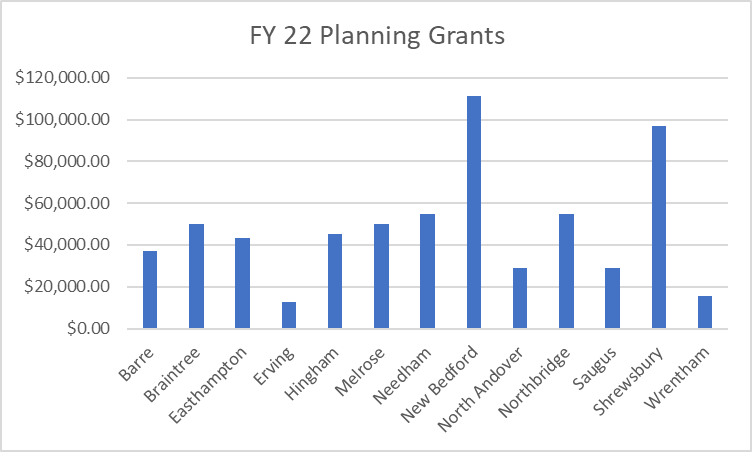 FY 22 Planning Grants
$120,000.00
$100,000.00
$80,000.00
$60,000.00
$40,000.00
$20,000.00
$0.00
Barre
Braintree
Easthampton
Erving
Hingham
Melrose
Needham
New Bedford
North Andover
Northbridge
Saugus
Shrewsbury
Wrentham